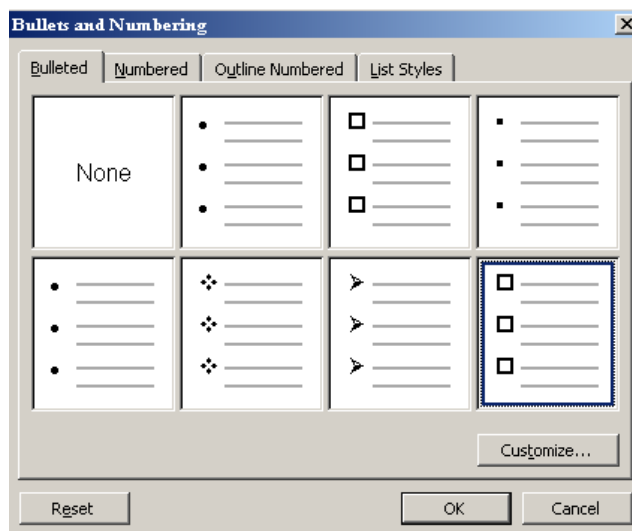 Bullets and Numbering
Bulleted Numbered Outline Numbered List Styles
None
Customize...
Reset OK Cancel